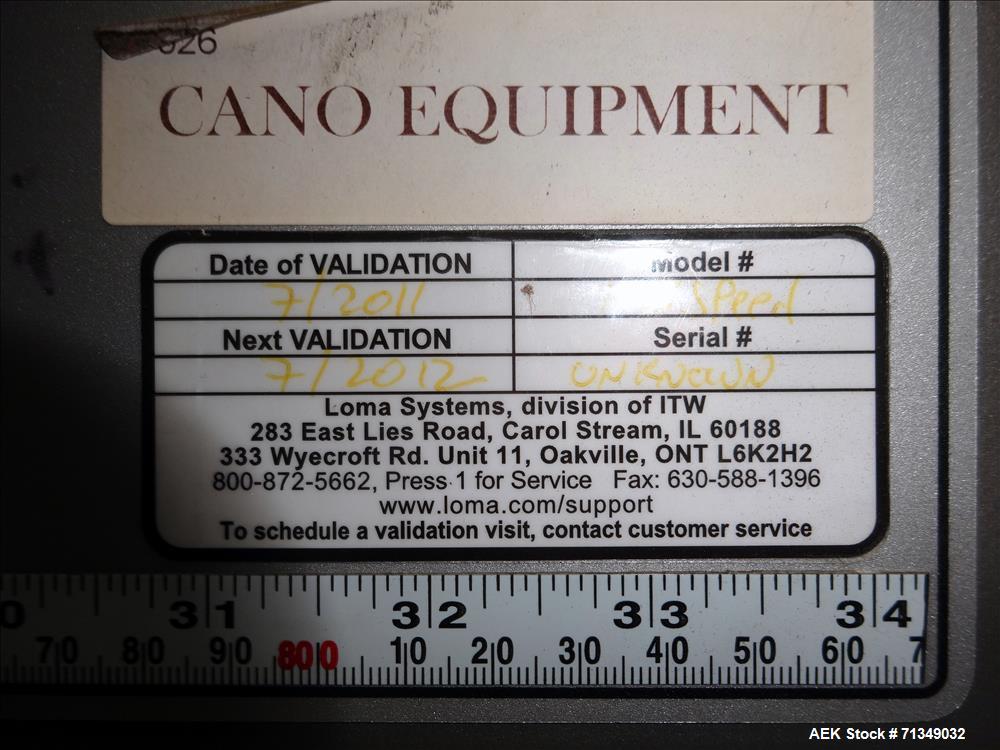 CANO EQUIPMENT
Date of VALIDATION
Model #
7/2011
Speed
Next VALIDATION
Serial #
7/2012
UNKNOWN
Loma Systems, division of ITW
283 East Lies Road, Carol Stream, IL 60188
333 Wyecroft Rd. Unit 11, Oakville, ONT L6K2H2
800-872-5662, Press 1 for Service Fax: 630-588-1396
www.loma.com/support
To schedule a validation visit, contact customer service
0 31 32 33 34
70 80 90 800 10 20 30 40 50 60 7
AEK Stock # 71349032